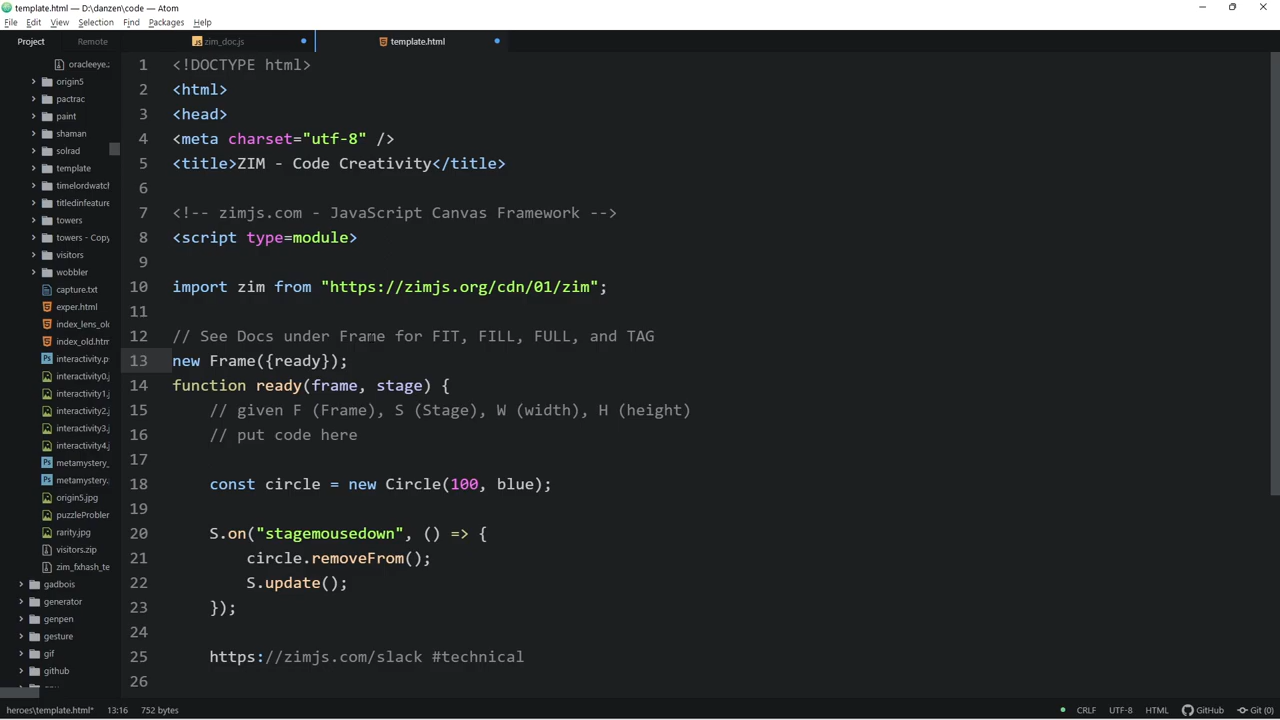 template.html — D:\danzen\code — Atom
File Edit View Selection Find Packages Help
Project Remote zim_doc.js template.html
oracleeye.z
origin5
pactrac
paint
shaman
solrad
template
timelordwatch
titledinfeature
towers
towers - Copy
visitors
wobbler
capture.txt
exper.html
index_lens_old
index_old.htm
interactivity.p
interactivity0.j
interactivity1.j
interactivity2.j
interactivity3.j
interactivity4.j
metamystery_
metamystery.
origin5.jpg
puzzleProblem
rarity.jpg
visitors.zip
zim_fxhash_te
gadbois
generator
genpen
gesture
gif
github
1 <!DOCTYPE html>
2 <html>
3 <head>
4 <meta charset="utf-8" />
5 <title>ZIM - Code Creativity</title>
6
7 <!-- zimjs.com - JavaScript Canvas Framework -->
8 <script type=module>
9
10 import zim from "https://zimjs.org/cdn/01/zim";
11
12 // See Docs under Frame for FIT, FILL, FULL, and TAG
13 new Frame({ready});
14 function ready(frame, stage) {
15 // given F (Frame), S (Stage), W (width), H (height)
16 // put code here
17
18 const circle = new Circle(100, blue);
19
20 S.on("stagemousedown", () => {
21 circle.removeFrom();
22 S.update();
23 });
24
25 https://zimjs.com/slack #technical
26
heroes\template.html* 13:16 752 bytes CRLF UTF-8 HTML GitHub Git (0)